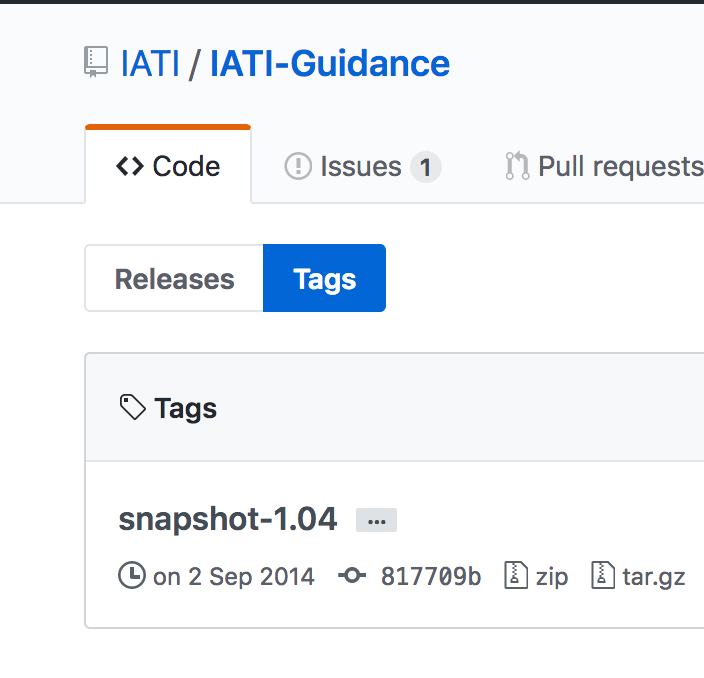 IATI / IATI-Guidance
Code Issues 1 Pull requests
Releases Tags
Tags
snapshot-1.04 ...
on 2 Sep 2014 817709b zip tar.gz